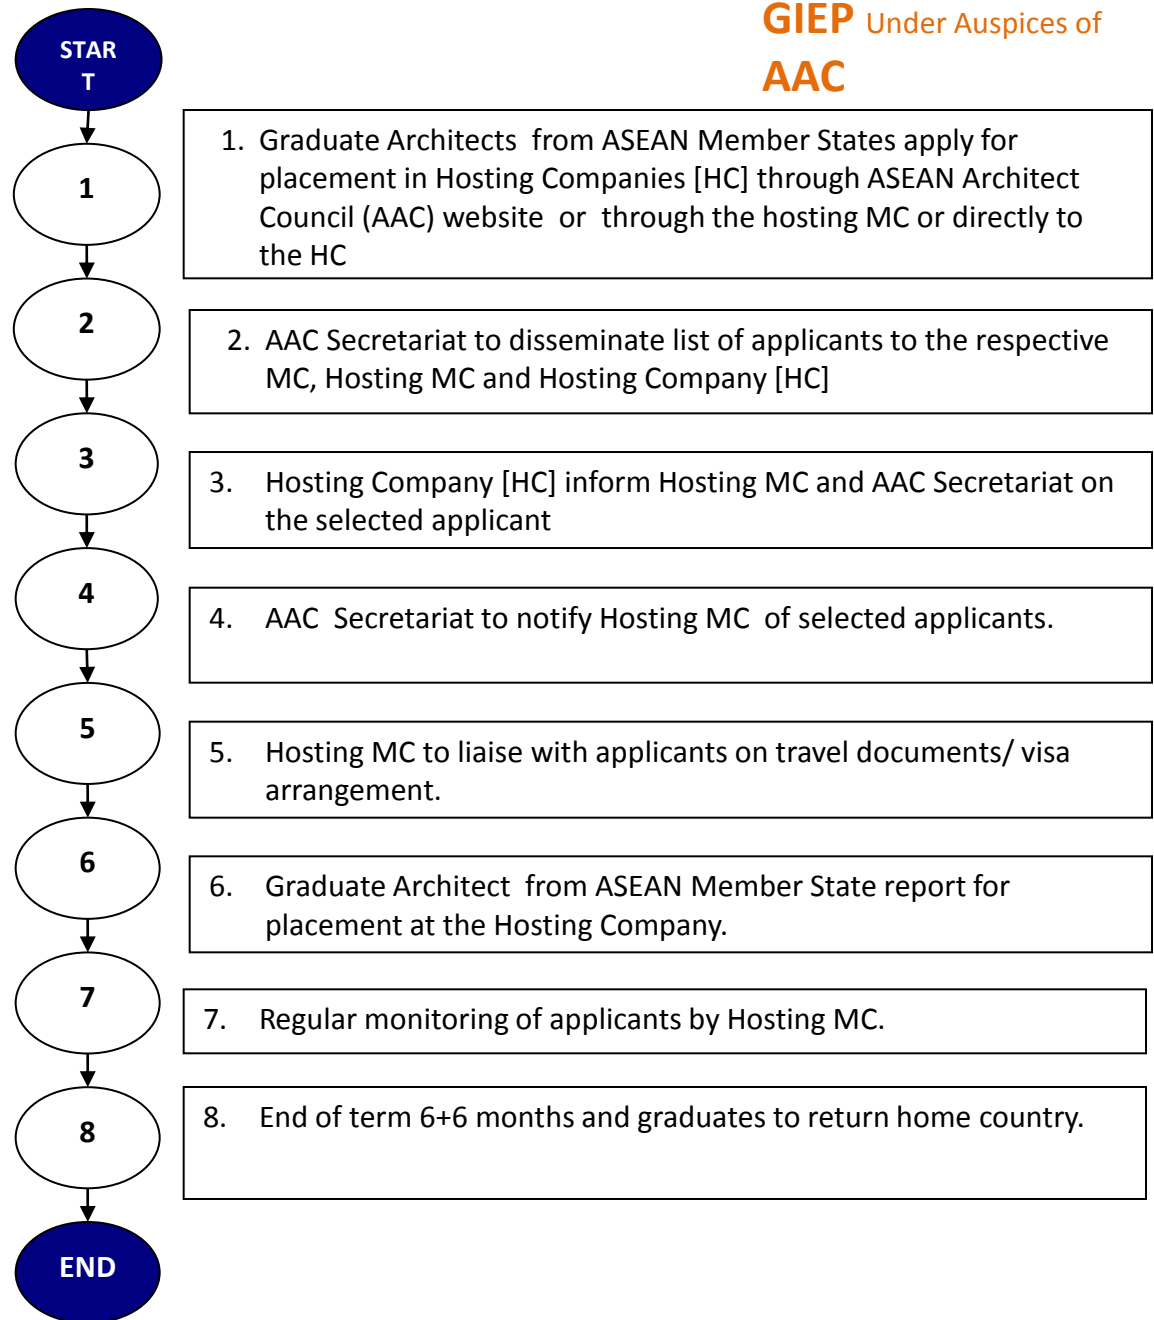 GIEP Under Auspices of
AAC
STAR
T
1
1. Graduate Architects from ASEAN Member States apply for
placement in Hosting Companies [HC] through ASEAN Architect
Council (AAC) website or through the hosting MC or directly to
the HC
2
2. AAC Secretariat to disseminate list of applicants to the respective
MC, Hosting MC and Hosting Company [HC]
3
3. Hosting Company [HC] inform Hosting MC and AAC Secretariat on
the selected applicant
4
4. AAC Secretariat to notify Hosting MC of selected applicants.
5
5. Hosting MC to liaise with applicants on travel documents/ visa
arrangement.
6
6. Graduate Architect from ASEAN Member State report for
placement at the Hosting Company.
7
7. Regular monitoring of applicants by Hosting MC.
8
8. End of term 6+6 months and graduates to return home country.
END